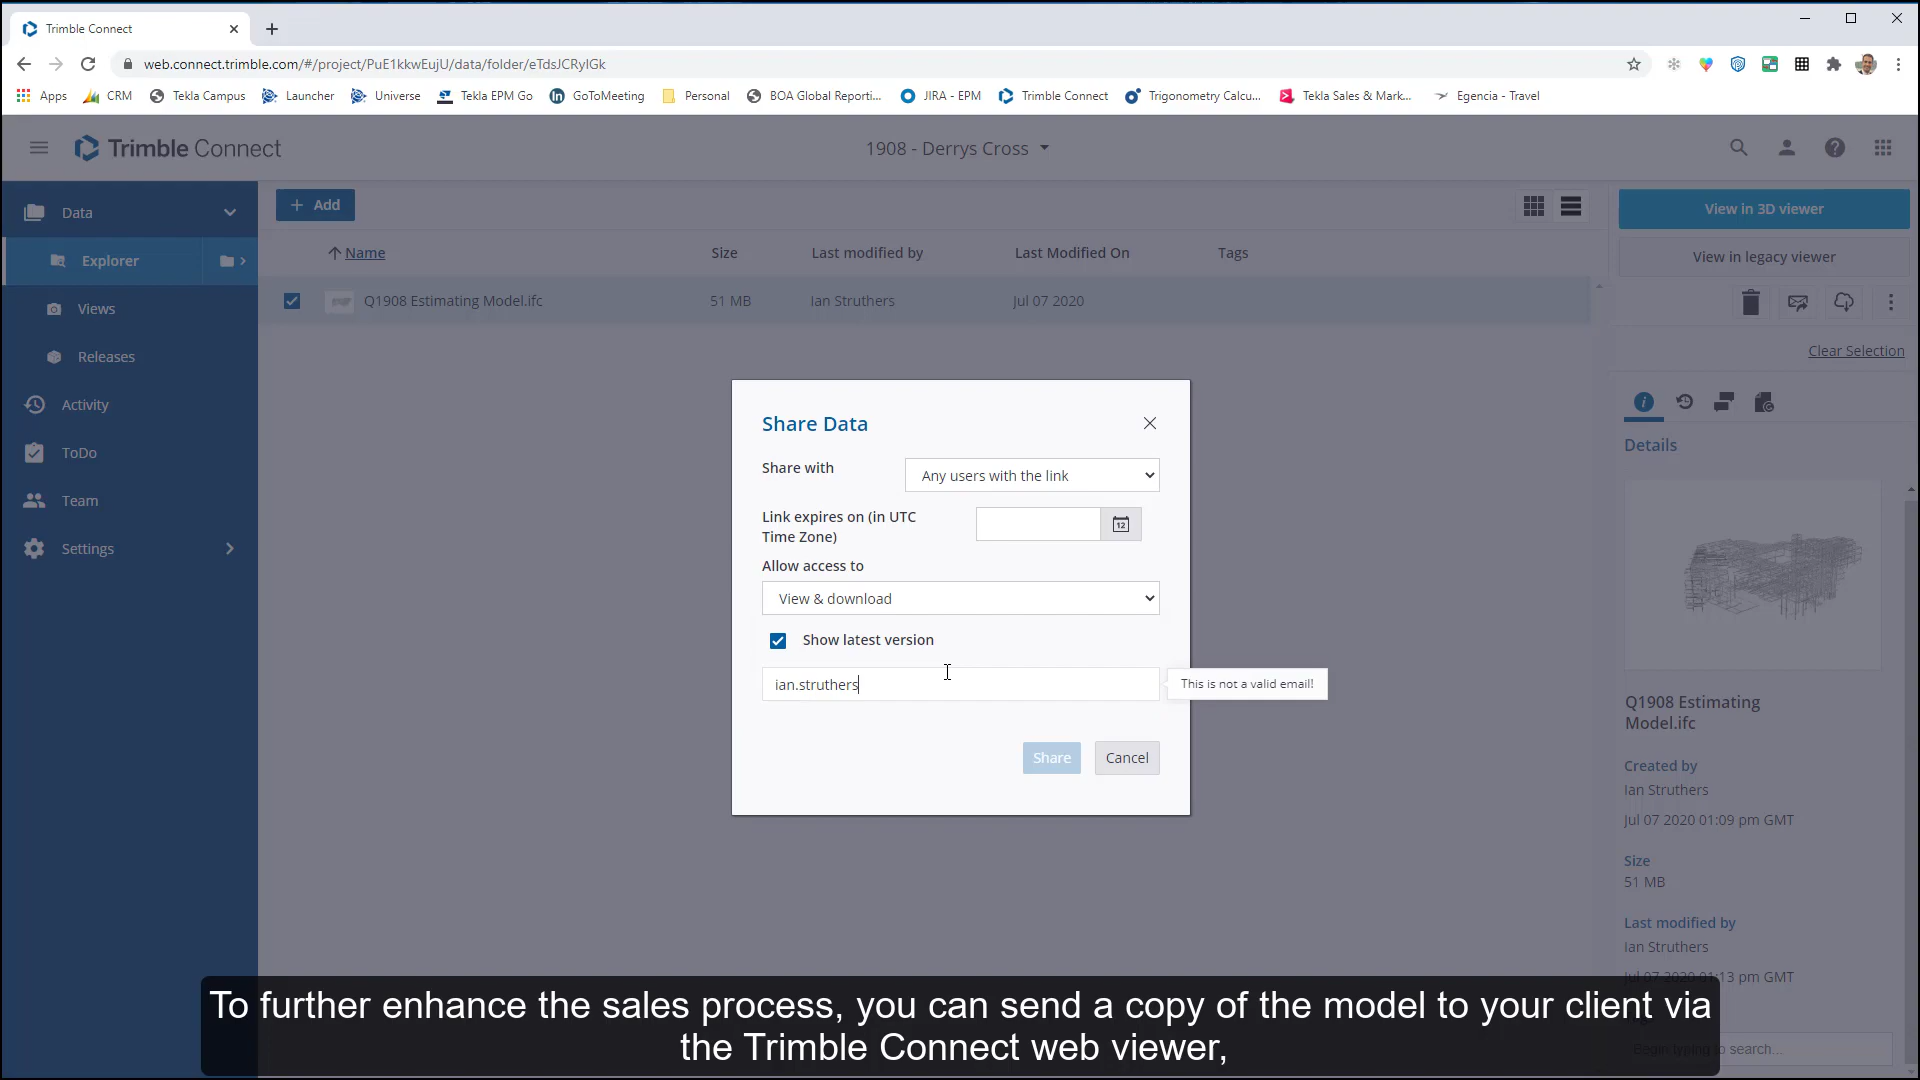 Trimble Connect
web.connect.trimble.com/#/project/PuE1kkwEujU/data/folder/eTdsJCRyIGk
Apps CRM Tekla Campus Launcher Universe Tekla EPM Go GoToMeeting Personal BOA Global Reporti... JIRA - EPM Trimble Connect Trigonometry Calcu... Tekla Sales & Mark... Egencia - Travel
Trimble Connect
1908 - Derrys Cross
Data
Explorer
Views
Releases
Activity
ToDo
Team
Settings
+ Add
Name Size Last modified by Last Modified On Tags
Q1908 Estimating Model.ifc 51 MB Ian Struthers Jul 07 2020
View in 3D viewer
View in legacy viewer
Clear Selection
Details
Q1908 Estimating
Model.ifc
Created by
Ian Struthers
Jul 07 2020 01:09 pm GMT
Size
51 MB
Last modified by
Ian Struthers
Jul 07 2020 01:13 pm GMT
Begin typing to search...
Share Data
Share with
Any users with the link
Link expires on (in UTC
Time Zone)
12
Allow access to
View & download
Show latest version
ian.struthers
This is not a valid email!
Share
Cancel
To further enhance the sales process, you can send a copy of the model to your client via
the Trimble Connect web viewer,